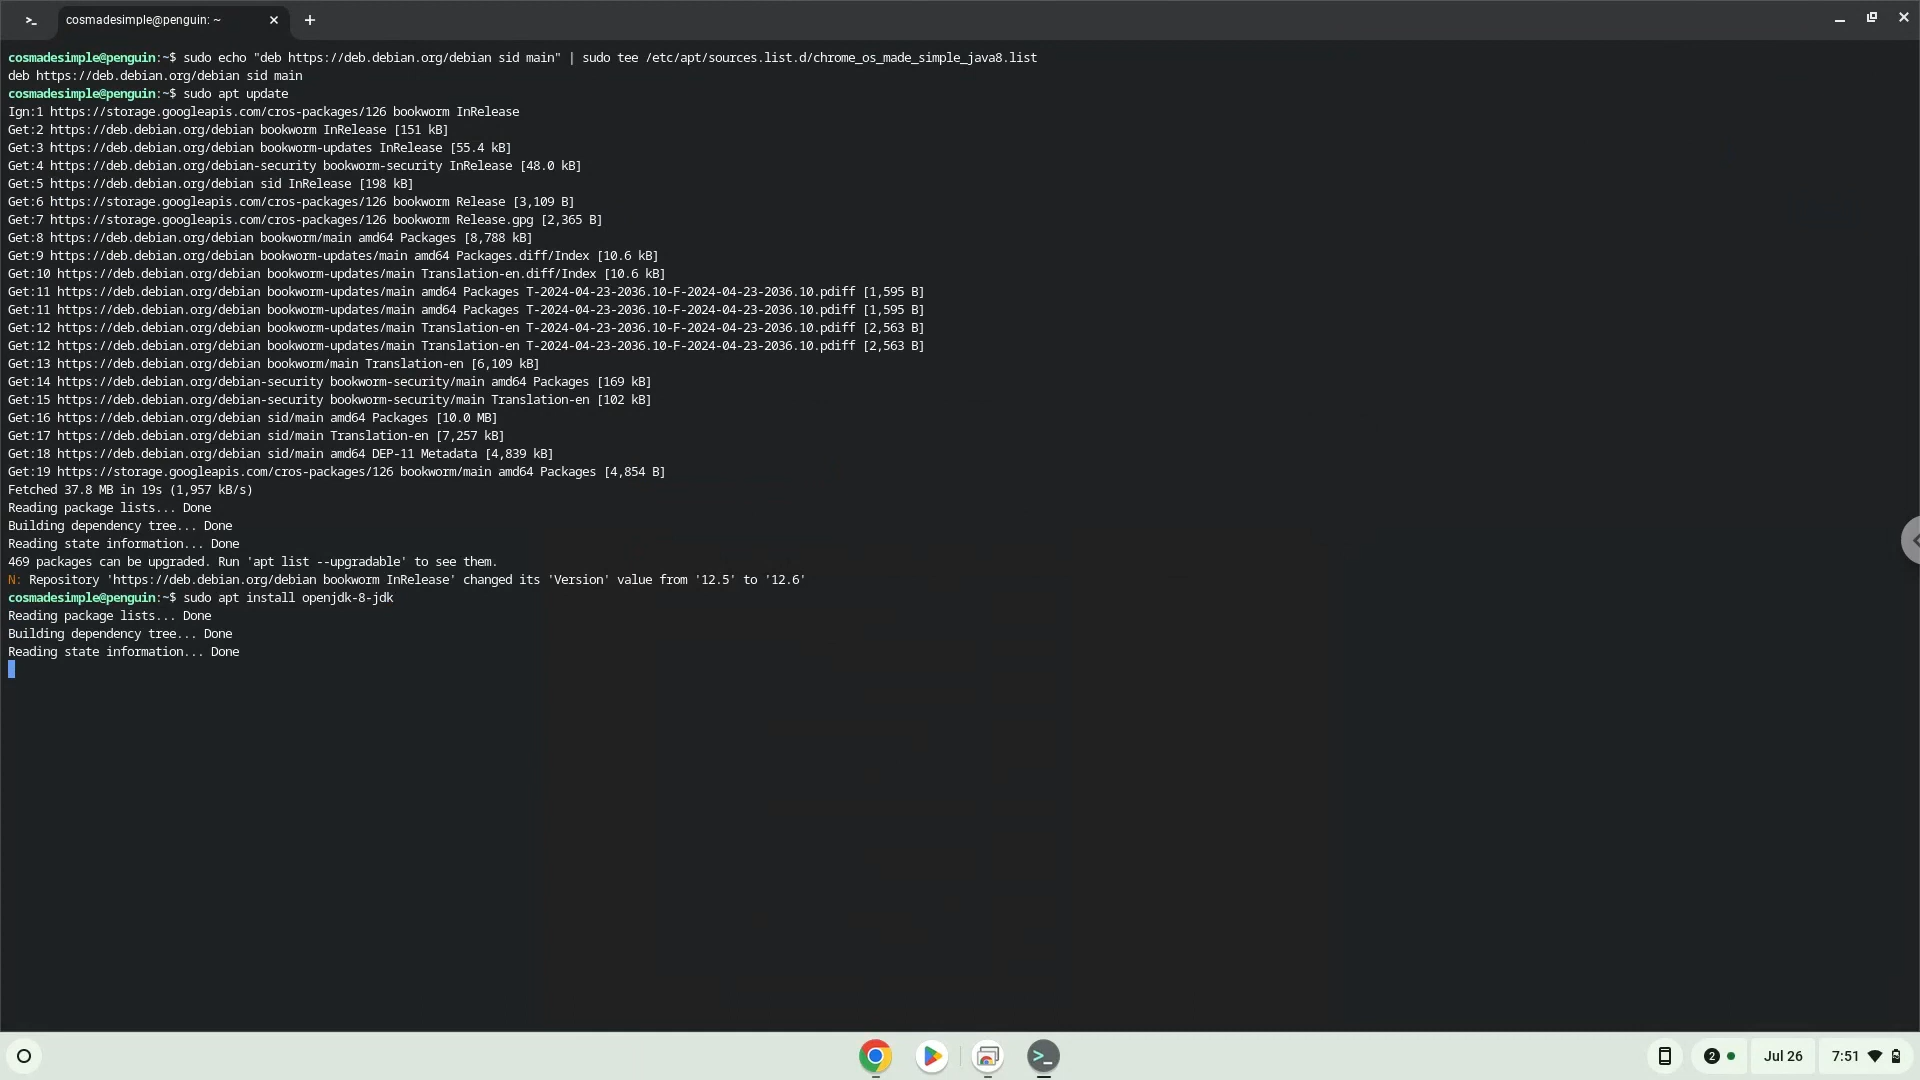 cosmadesimple@penguin: ~
cosmadesimple@penguin:~$ sudo echo "deb https://deb.debian.org/debian sid main" | sudo tee /etc/apt/sources.list.d/chrome_os_made_simple_java8.list
deb https://deb.debian.org/debian sid main
cosmadesimple@penguin:~$ sudo apt update
Ign:1 https://storage.googleapis.com/cros-packages/126 bookworm InRelease
Get:2 https://deb.debian.org/debian bookworm InRelease [151 kB]
Get:3 https://deb.debian.org/debian bookworm-updates InRelease [55.4 kB]
Get:4 https://deb.debian.org/debian-security bookworm-security InRelease [48.0 kB]
Get:5 https://deb.debian.org/debian sid InRelease [198 kB]
Get:6 https://storage.googleapis.com/cros-packages/126 bookworm Release [3,109 B]
Get:7 https://storage.googleapis.com/cros-packages/126 bookworm Release.gpg [2,365 B]
Get:8 https://deb.debian.org/debian bookworm/main amd64 Packages [8,788 kB]
Get:9 https://deb.debian.org/debian bookworm-updates/main amd64 Packages.diff/Index [10.6 kB]
Get:10 https://deb.debian.org/debian bookworm-updates/main Translation-en.diff/Index [10.6 kB]
Get:11 https://deb.debian.org/debian bookworm-updates/main amd64 Packages T-2024-04-23-2036.10-F-2024-04-23-2036.10.pdiff [1,595 B]
Get:11 https://deb.debian.org/debian bookworm-updates/main amd64 Packages T-2024-04-23-2036.10-F-2024-04-23-2036.10.pdiff [1,595 B]
Get:12 https://deb.debian.org/debian bookworm-updates/main Translation-en T-2024-04-23-2036.10-F-2024-04-23-2036.10.pdiff [2,563 B]
Get:12 https://deb.debian.org/debian bookworm-updates/main Translation-en T-2024-04-23-2036.10-F-2024-04-23-2036.10.pdiff [2,563 B]
Get:13 https://deb.debian.org/debian bookworm/main Translation-en [6,109 kB]
Get:14 https://deb.debian.org/debian-security bookworm-security/main amd64 Packages [169 kB]
Get:15 https://deb.debian.org/debian-security bookworm-security/main Translation-en [102 kB]
Get:16 https://deb.debian.org/debian sid/main amd64 Packages [10.0 MB]
Get:17 https://deb.debian.org/debian sid/main Translation-en [7,257 kB]
Get:18 https://deb.debian.org/debian sid/main amd64 DEP-11 Metadata [4,839 kB]
Get:19 https://storage.googleapis.com/cros-packages/126 bookworm/main amd64 Packages [4,854 B]
Fetched 37.8 MB in 19s (1,957 kB/s)
Reading package lists... Done
Building dependency tree... Done
Reading state information... Done
469 packages can be upgraded. Run 'apt list --upgradable' to see them.
N: Repository 'https://deb.debian.org/debian bookworm InRelease' changed its 'Version' value from '12.5' to '12.6'
cosmadesimple@penguin:~$ sudo apt install openjdk-8-jdk
Reading package lists... Done
Building dependency tree... Done
Reading state information... Done
2 Jul 26 7:51